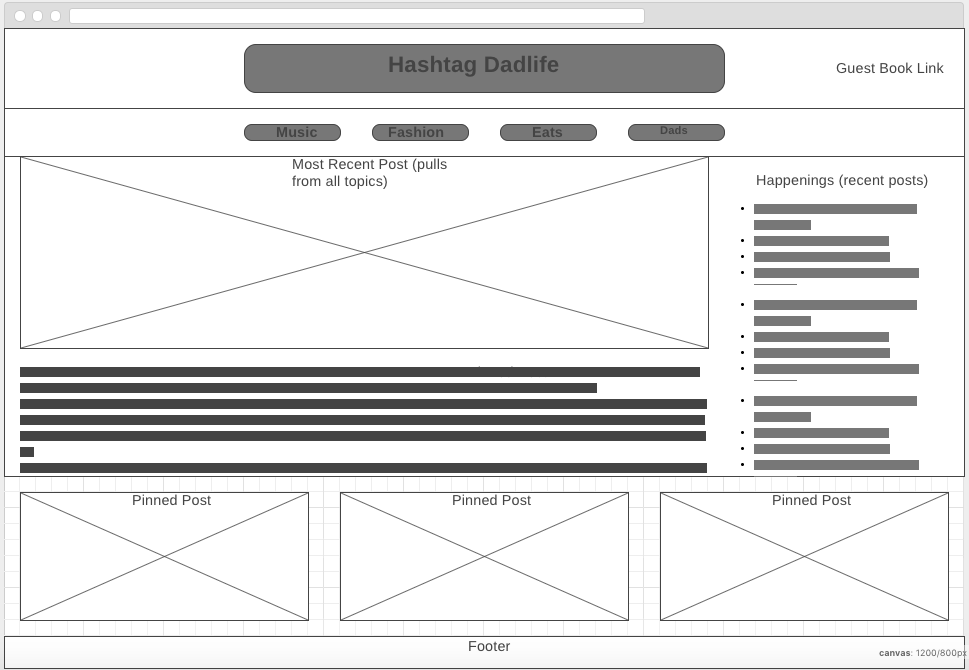 Hashtag Dadlife
Guest Book Link
Music
Fashion
Eats
Dads
Most Recent Post (pulls
from all topics)
Happenings (recent posts)
Pinned Post
Pinned Post
Pinned Post
Footer
canvas: 1200/800px